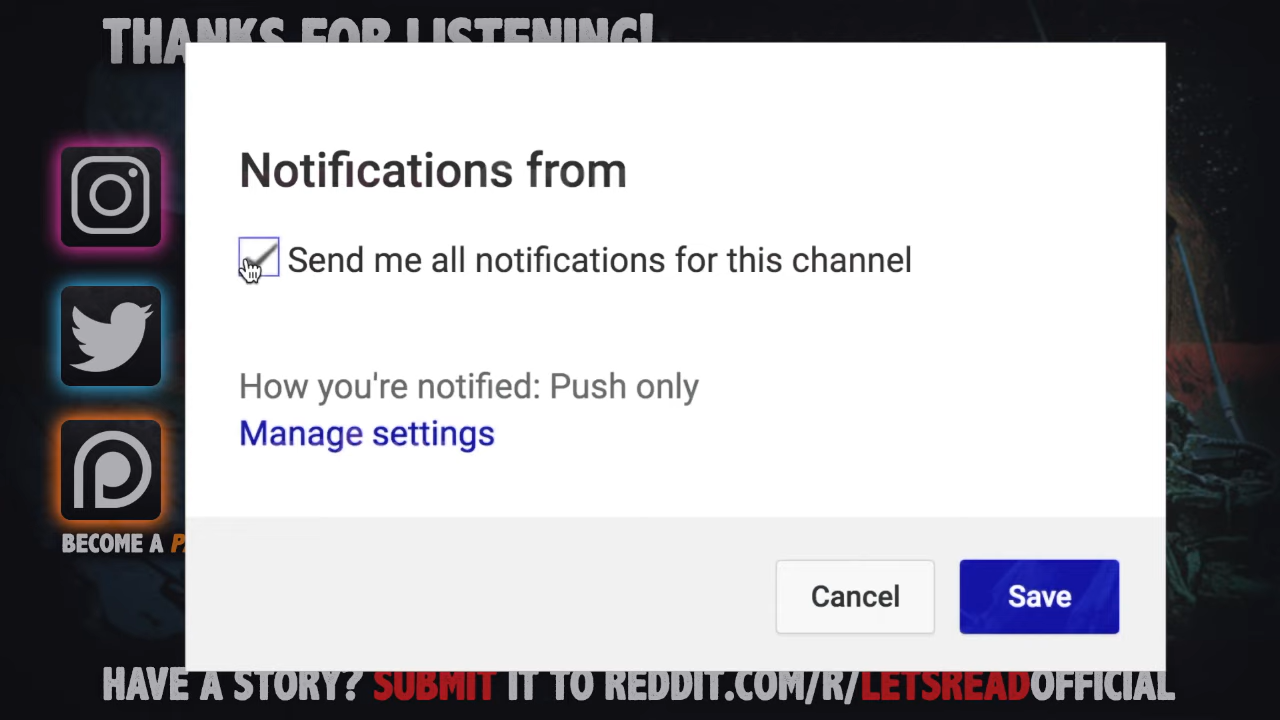 THANKS FOR LISTENING!
Notifications from
Send me all notifications for this channel
How you're notified: Push only
Manage settings
BECOME A
Cancel
Save
HAVE A STORY? SUBMIT IT TO REDDIT.COM/R/LETSREADOFFICIAL